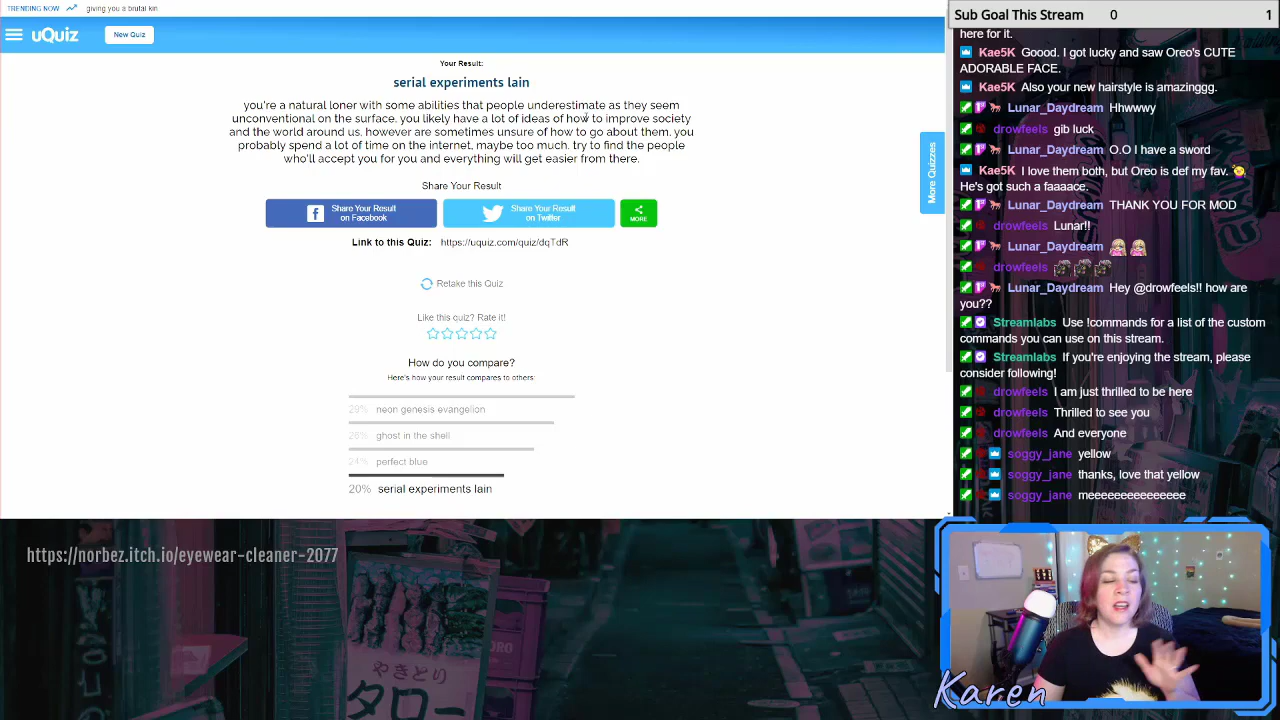 TRENDING NOW giving you a brutal kin
uQuiz New Quiz
Your Result:
serial experiments lain
you're a natural loner with some abilities that people underestimate as they seem
unconventional on the surface. you likely have a lot of ideas of how to improve society
and the world around us, however are sometimes unsure of how to go about them. you
probably spend a lot of time on the internet, maybe too much. try to find the people
who'll accept you for you and everything will get easier from there.
Share Your Result
Share Your Result
on Facebook
Share Your Result
on Twitter
MORE
Link to this Quiz: https://uquiz.com/quiz/dqTdR
Retake this Quiz
Like this quiz? Rate it!
How do you compare?
Here's how your result compares to others:
29% neon genesis evangelion
26% ghost in the shell
24% perfect blue
20% serial experiments lain
More Quizzes
https://norbez.itch.io/eyewear-cleaner-2077
やきとり
タワー
Sub Goal This Stream 0 1
here for it.
Kae5K Goood. I got lucky and saw Oreo's CUTE
ADORABLE FACE.
Kae5K Also your new hairstyle is amazinggg.
Lunar_Daydream Hhwwwy
drowfeels gib luck
Lunar_Daydream O.O I have a sword
Kae5K I love them both, but Oreo is def my fav.
He's got such a faaaace.
Lunar_Daydream THANK YOU FOR MOD
drowfeels Lunar!!
Lunar_Daydream
drowfeels
Lunar_Daydream Hey @drowfeels!! how are
you??
Streamlabs Use !commands for a list of the custom
commands you can use on this stream.
Streamlabs If you're enjoying the stream, please
consider following!
drowfeels I am just thrilled to be here
drowfeels Thrilled to see you
drowfeels And everyone
soggy_jane yellow
soggy_jane thanks, love that yellow
soggy_jane meeeeeeeeeeeeeee
Karen